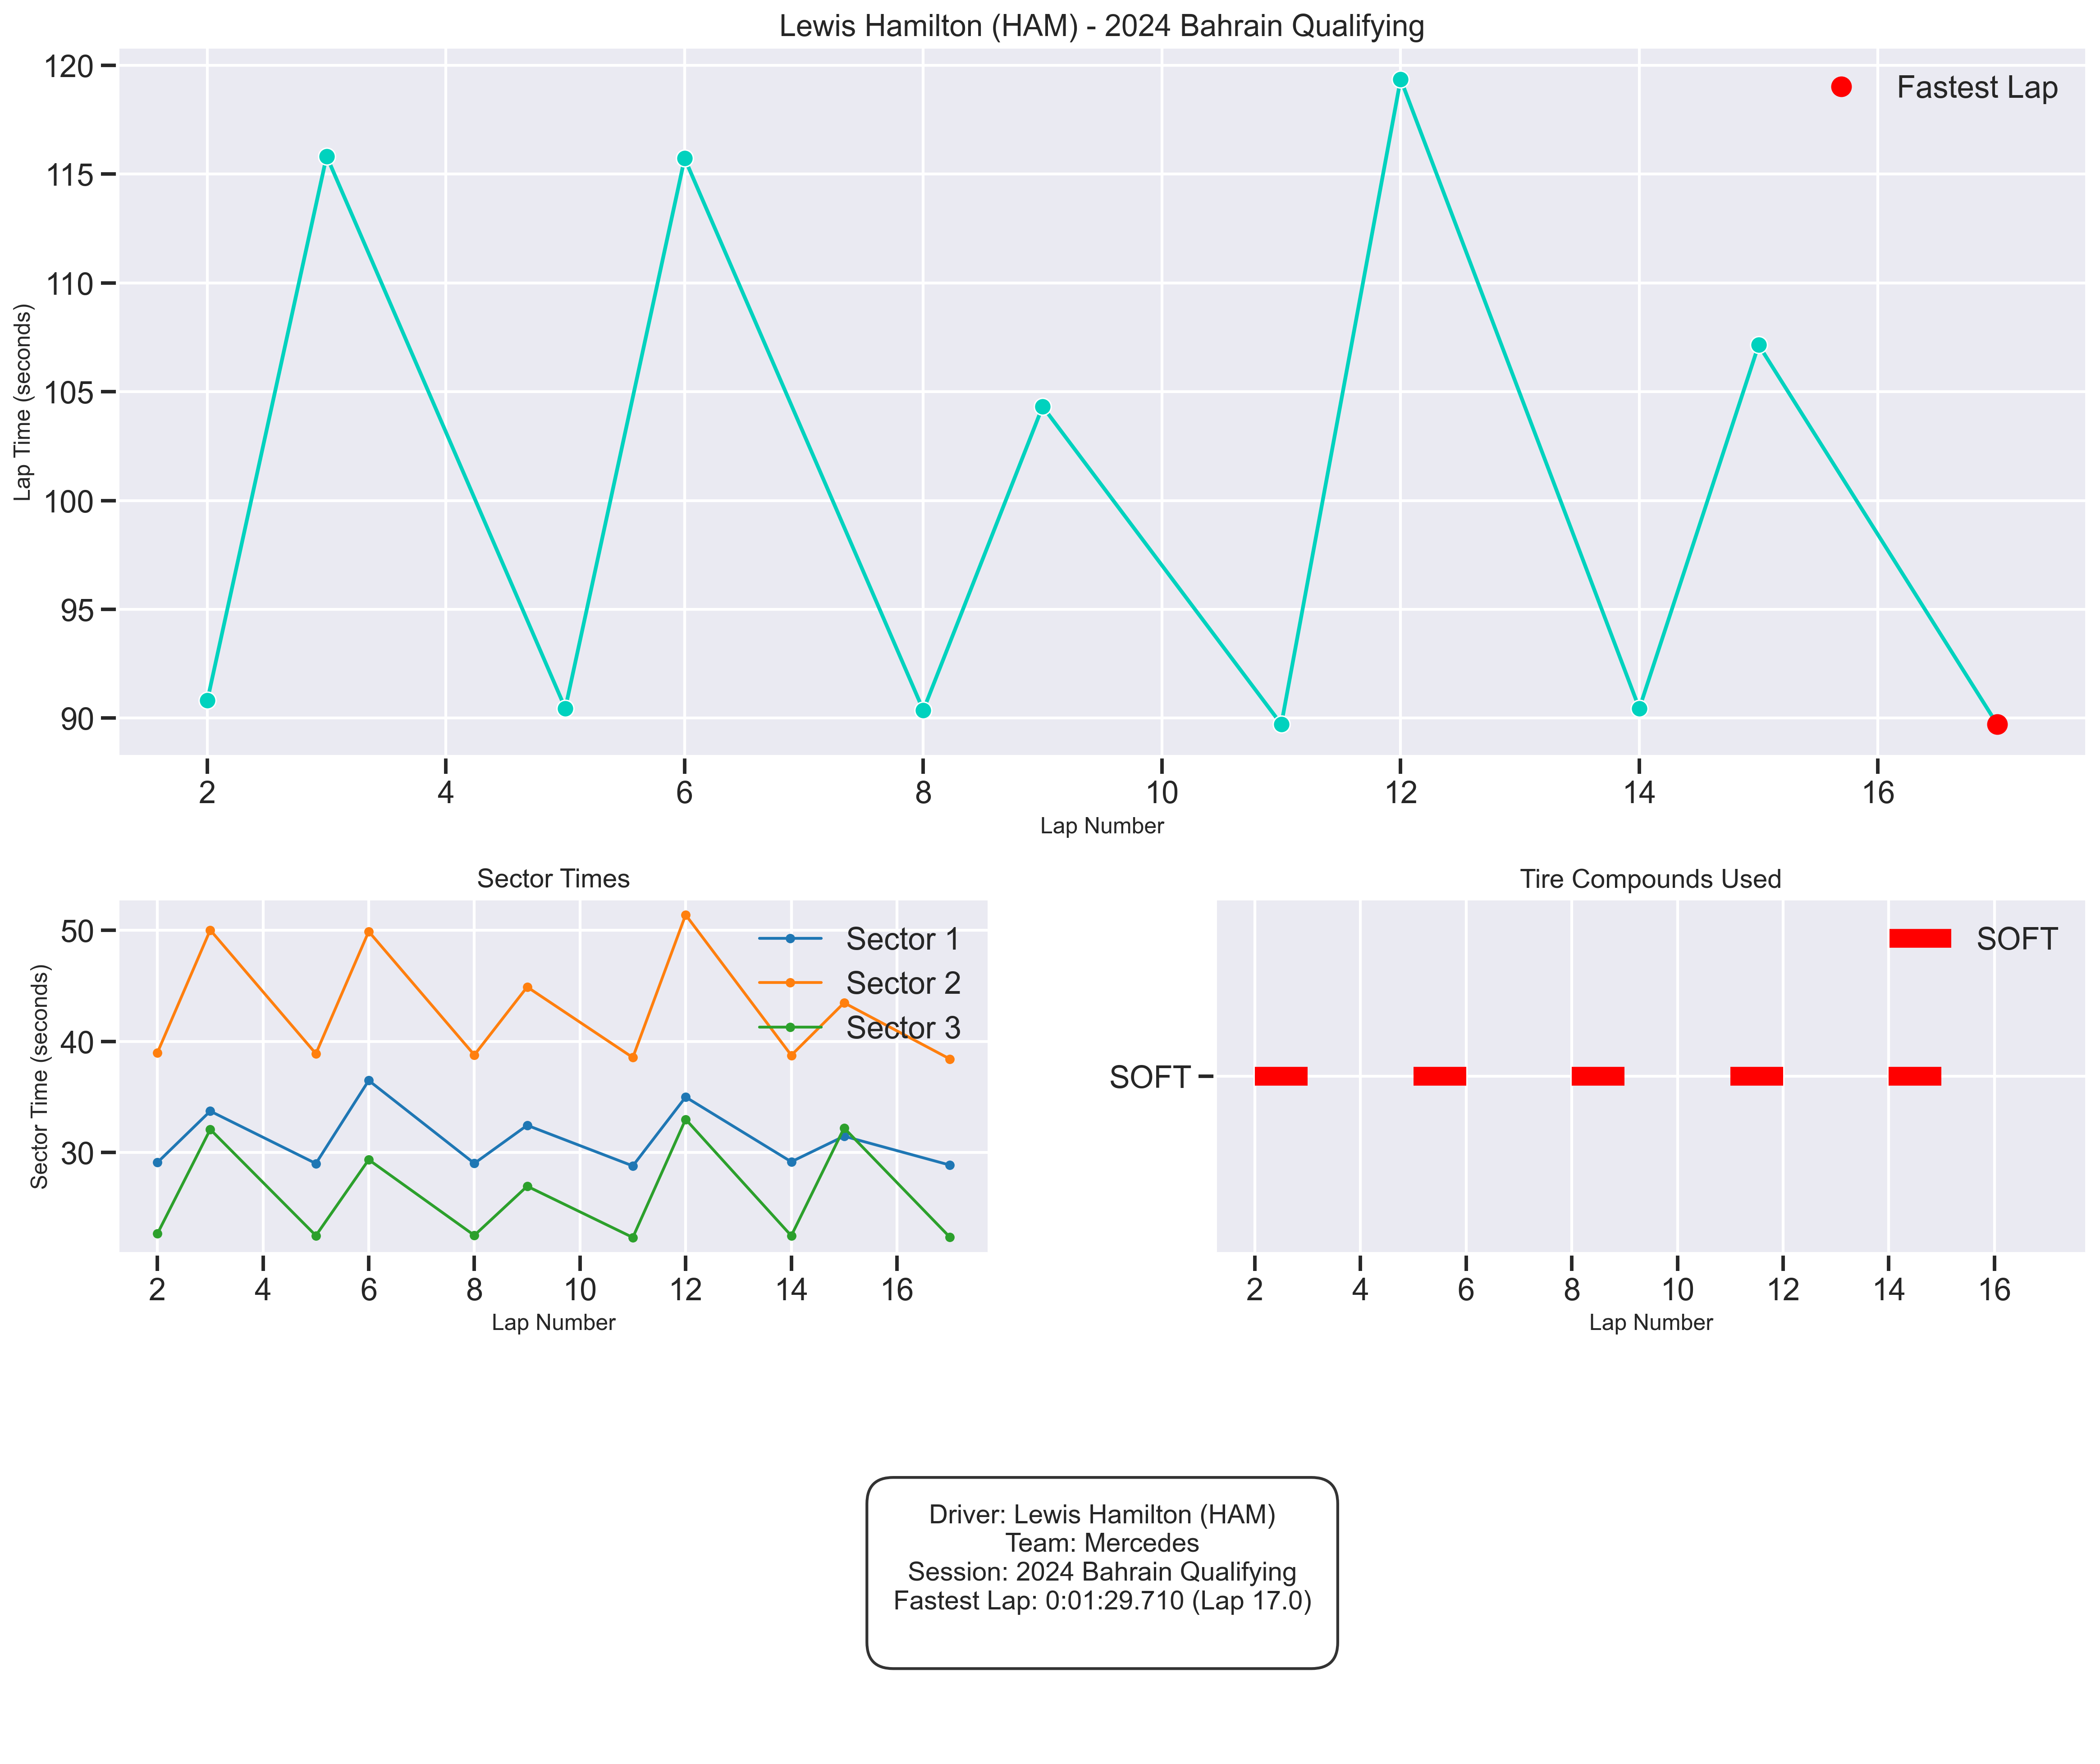 Lewis Hamilton (HAM) - 2024 Bahrain Qualifying
120
115
110
105
100
95
90
Lap Time (seconds)
Fastest Lap
2 4 6 8 10 12 14 16
Lap Number
Sector Times
50
40
30
Sector Time (seconds)
Sector 1
Sector 2
Sector 3
2 4 6 8 10 12 14 16
Lap Number
Tire Compounds Used
SOFT
SOFT
2 4 6 8 10 12 14 16
Lap Number
Driver: Lewis Hamilton (HAM)
Team: Mercedes
Session: 2024 Bahrain Qualifying
Fastest Lap: 0:01:29.710 (Lap 17.0)